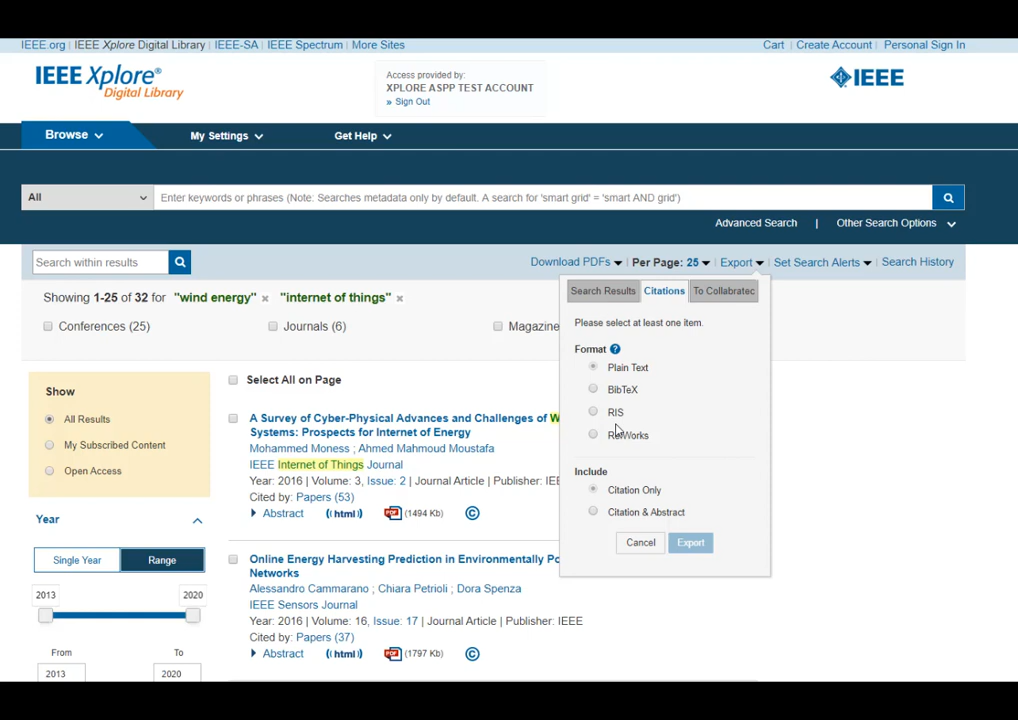 IEEE.org | IEEE Xplore Digital Library | IEEE-SA | IEEE Spectrum | More Sites
Cart | Create Account | Personal Sign In
IEEE Xplore®
Digital Library
Access provided by:
XPLORE ASPP TEST ACCOUNT
» Sign Out
IEEE
Browse
My Settings
Get Help
All
Enter keywords or phrases (Note: Searches metadata only by default. A search for 'smart grid' = 'smart AND grid')
Advanced Search | Other Search Options
Search within results
Download PDFs | Per Page: 25 | Export | Set Search Alerts | Search History
Showing 1-25 of 32 for "wind energy" × "internet of things" ×
Conferences (25)
Journals (6)
Magazine
Search Results
Citations
To Collabratec
Please select at least one item.
Format ?
Plain Text
BibTeX
RIS
RefWorks
Include
Citation Only
Citation & Abstract
Cancel
Export
Show
All Results
My Subscribed Content
Open Access
Year
Single Year
Range
2013
2020
From
To
2013
2020
Select All on Page
A Survey of Cyber-Physical Advances and Challenges of W
Systems: Prospects for Internet of Energy
Mohammed Moness ; Ahmed Mahmoud Moustafa
IEEE Internet of Things Journal
Year: 2016 | Volume: 3, Issue: 2 | Journal Article | Publisher: IEE
Cited by: Papers (53)
Abstract ((html)) PDF (1494 Kb) ©
Online Energy Harvesting Prediction in Environmentally Po
Networks
Alessandro Cammarano ; Chiara Petrioli ; Dora Spenza
IEEE Sensors Journal
Year: 2016 | Volume: 16, Issue: 17 | Journal Article | Publisher: IEEE
Cited by: Papers (37)
Abstract ((html)) PDF (1797 Kb) ©